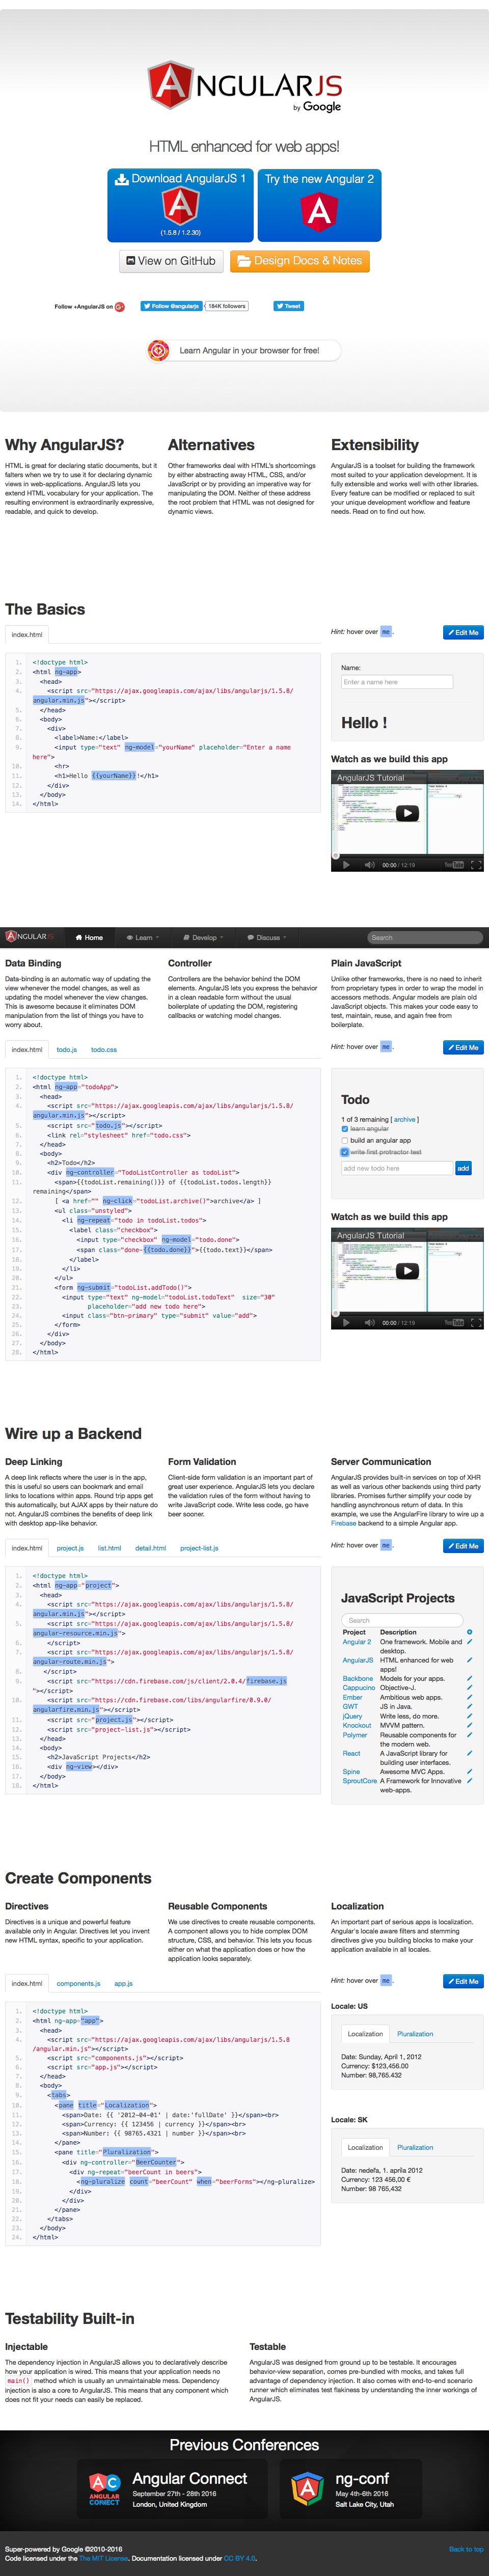 ANGULARJS
by Google
HTML enhanced for web apps!
Download AngularJS 1
(1.5.8 / 1.2.30)
Try the new Angular 2
View on GitHub
Design Docs & Notes
Follow +AngularJS on
Follow @angularjs
184K followers
Tweet
Learn Angular in your browser for free!
Why AngularJS?
HTML is great for declaring static documents, but it
falters when we try to use it for declaring dynamic
views in web-applications. AngularJS lets you
extend HTML vocabulary for your application. The
resulting environment is extraordinarily expressive,
readable, and quick to develop.
Alternatives
Other frameworks deal with HTML's shortcomings
by either abstracting away HTML, CSS, and/or
JavaScript or by providing an imperative way for
manipulating the DOM. Neither of these address
the root problem that HTML was not designed for
dynamic views.
Extensibility
AngularJS is a toolset for building the framework
most suited to your application development. It is
fully extensible and works well with other libraries.
Every feature can be modified or replaced to suit
your unique development workflow and feature
needs. Read on to find out how.
The Basics
index.html
1. <!doctype html>
2. <html ng-app>
3. <head>
4. <script src="https://ajax.googleapis.com/ajax/libs/angularjs/1.5.8/
angular.min.js"></script>
5. </head>
6. <body>
7. <div>
8. <label>Name:</label>
9. <input type="text" ng-model="yourName" placeholder="Enter a name
here">
10. <hr>
11. <h1>Hello {{yourName}}!</h1>
12. </div>
13. </body>
14. </html>
Hint: hover over me.
Edit Me
Name:
Enter a name here
Hello !
Watch as we build this app
AngularJS Tutorial
00:00 / 12:19
YouTube
ANGULARJS
Home
Learn
Develop
Discuss
Search
Data Binding
Data-binding is an automatic way of updating the
view whenever the model changes, as well as
updating the model whenever the view changes.
This is awesome because it eliminates DOM
manipulation from the list of things you have to
worry about.
Controller
Controllers are the behavior behind the DOM
elements. AngularJS lets you express the behavior
in a clean readable form without the usual
boilerplate of updating the DOM, registering
callbacks or watching model changes.
Plain JavaScript
Unlike other frameworks, there is no need to inherit
from proprietary types in order to wrap the model in
accessors methods. Angular models are plain old
JavaScript objects. This makes your code easy to
test, maintain, reuse, and again free from
boilerplate.
index.html
todo.js
todo.css
1. <!doctype html>
2. <html ng-app="todoApp">
3. <head>
4. <script src="https://ajax.googleapis.com/ajax/libs/angularjs/1.5.8/
angular.min.js"></script>
5. <script src="todo.js"></script>
6. <link rel="stylesheet" href="todo.css">
7. </head>
8. <body>
9. <h2>Todo</h2>
10. <div ng-controller="TodoListController as todoList">
11. <span>{{todoList.remaining()}} of {{todoList.todos.length}}
remaining</span>
12. [ <a href="" ng-click="todoList.archive()">archive</a> ]
13. <ul class="unstyled">
14. <li ng-repeat="todo in todoList.todos">
15. <label class="checkbox">
16. <input type="checkbox" ng-model="todo.done">
17. <span class="done-{{todo.done}}">{{todo.text}}</span>
18. </label>
19. </li>
20. </ul>
21. <form ng-submit="todoList.addTodo()">
22. <input type="text" ng-model="todoList.todoText" size="30"
23. placeholder="add new todo here">
24. <input class="btn-primary" type="submit" value="add">
25. </form>
26. </div>
27. </body>
28. </html>
Hint: hover over me.
Edit Me
Todo
1 of 3 remaining [ archive ]
learn angular
build an angular app
write first protractor test
add new todo here
add
Watch as we build this app
AngularJS Tutorial
00:00 / 12:19
YouTube
Wire up a Backend
Deep Linking
A deep link reflects where the user is in the app,
this is useful so users can bookmark and email
links to locations within apps. Round trip apps get
this automatically, but AJAX apps by their nature do
not. AngularJS combines the benefits of deep link
with desktop app-like behavior.
Form Validation
Client-side form validation is an important part of
great user experience. AngularJS lets you declare
the validation rules of the form without having to
write JavaScript code. Write less code, go have
beer sooner.
Server Communication
AngularJS provides built-in services on top of XHR
as well as various other backends using third party
libraries. Promises further simplify your code by
handling asynchronous return of data. In this
example, we use the AngularFire library to wire up a
Firebase backend to a simple Angular app.
index.html
project.js
list.html
detail.html
project-list.js
1. <!doctype html>
2. <html ng-app="project">
3. <head>
4. <script src="https://ajax.googleapis.com/ajax/libs/angularjs/1.5.8/
angular.min.js"></script>
5. <script src="https://ajax.googleapis.com/ajax/libs/angularjs/1.5.8/
angular-resource.min.js">
6. </script>
7. <script src="https://ajax.googleapis.com/ajax/libs/angularjs/1.5.8/
angular-route.min.js">
8. </script>
9. <script src="https://cdn.firebase.com/js/client/2.0.4/firebase.js
"></script>
10. <script src="https://cdn.firebase.com/libs/angularfire/0.9.0/
angularfire.min.js"></script>
11. <script src="project.js"></script>
12. <script src="project-list.js"></script>
13. </head>
14. <body>
15. <h2>JavaScript Projects</h2>
16. <div ng-view></div>
17. </body>
18. </html>
Hint: hover over me.
Edit Me
JavaScript Projects
Search
Project Description
Angular 2 One framework. Mobile and
desktop.
AngularJS HTML enhanced for web
apps!
Backbone Models for your apps.
Cappucino Objective-J.
Ember Ambitious web apps.
GWT JS in Java.
jQuery Write less, do more.
Knockout MVVM pattern.
Polymer Reusable components for
the modern web.
React A JavaScript library for
building user interfaces.
Spine Awesome MVC Apps.
SproutCore A Framework for Innovative
web-apps.
Create Components
Directives
Directives is a unique and powerful feature
available only in Angular. Directives let you invent
new HTML syntax, specific to your application.
Reusable Components
We use directives to create reusable components.
A component allows you to hide complex DOM
structure, CSS, and behavior. This lets you focus
either on what the application does or how the
application looks separately.
Localization
An important part of serious apps is localization.
Angular's locale aware filters and stemming
directives give you building blocks to make your
application available in all locales.
index.html
components.js
app.js
1. <!doctype html>
2. <html ng-app="app">
3. <head>
4. <script src="https://ajax.googleapis.com/ajax/libs/angularjs/1.5.8
/angular.min.js"></script>
5. <script src="components.js"></script>
6. <script src="app.js"></script>
7. </head>
8. <body>
9. <tabs>
10. <pane title="Localization">
11. <span>Date: {{ '2012-04-01' | date:'fullDate' }}</span><br>
12. <span>Currency: {{ 123456 | currency }}</span><br>
13. <span>Number: {{ 98765.4321 | number }}</span><br>
14. </pane>
15. <pane title="Pluralization">
16. <div ng-controller="BeerCounter">
17. <div ng-repeat="beerCount in beers">
18. <ng-pluralize count="beerCount" when="beerForms"></ng-pluralize>
19. </div>
20. </div>
21. </pane>
22. </tabs>
23. </body>
24. </html>
Hint: hover over me.
Edit Me
Locale: US
Localization
Pluralization
Date: Sunday, April 1, 2012
Currency: $123,456.00
Number: 98,765.432
Locale: SK
Localization
Pluralization
Date: nedeľa, 1. apríla 2012
Currency: 123 456,00 €
Number: 98 765,432
Testability Built-in
Injectable
The dependency injection in AngularJS allows you to declaratively describe
how your application is wired. This means that your application needs no
main() method which is usually an unmaintainable mess. Dependency
injection is also a core to AngularJS. This means that any component which
does not fit your needs can easily be replaced.
Testable
AngularJS was designed from ground up to be testable. It encourages
behavior-view separation, comes pre-bundled with mocks, and takes full
advantage of dependency injection. It also comes with end-to-end scenario
runner which eliminates test flakiness by understanding the inner workings of
AngularJS.
Previous Conferences
AC
ANGULAR
CONNECT
Angular Connect
September 27th - 28th 2016
London, United Kingdom
ng-conf
May 4th-6th 2016
Salt Lake City, Utah
Super-powered by Google ©2010-2016
Code licensed under the The MIT License. Documentation licensed under CC BY 4.0.
Back to top